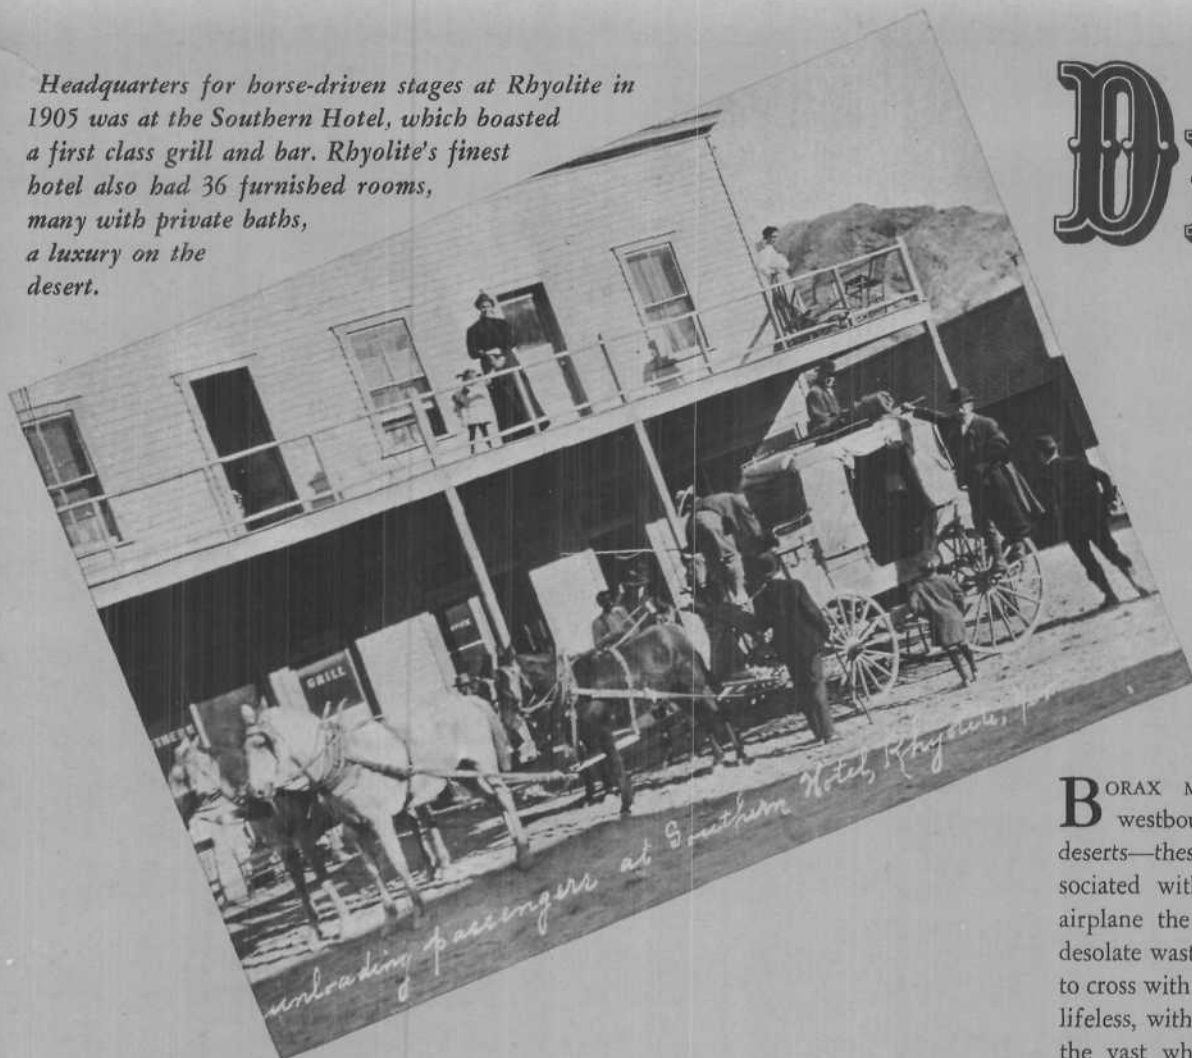 Headquarters for horse-driven stages at Rhyolite in
1905 was at the Southern Hotel, which boasted
a first class grill and bar. Rhyolite's finest
hotel also had 36 furnished rooms,
many with private baths,
a luxury on the
desert.
D
GRILL
unloading passengers at Southern Hotel, Rhyolite,
BORAX M
westbou
deserts—thes
sociated with
airplane the
desolate wast
to cross with
lifeless, with
the vast wh